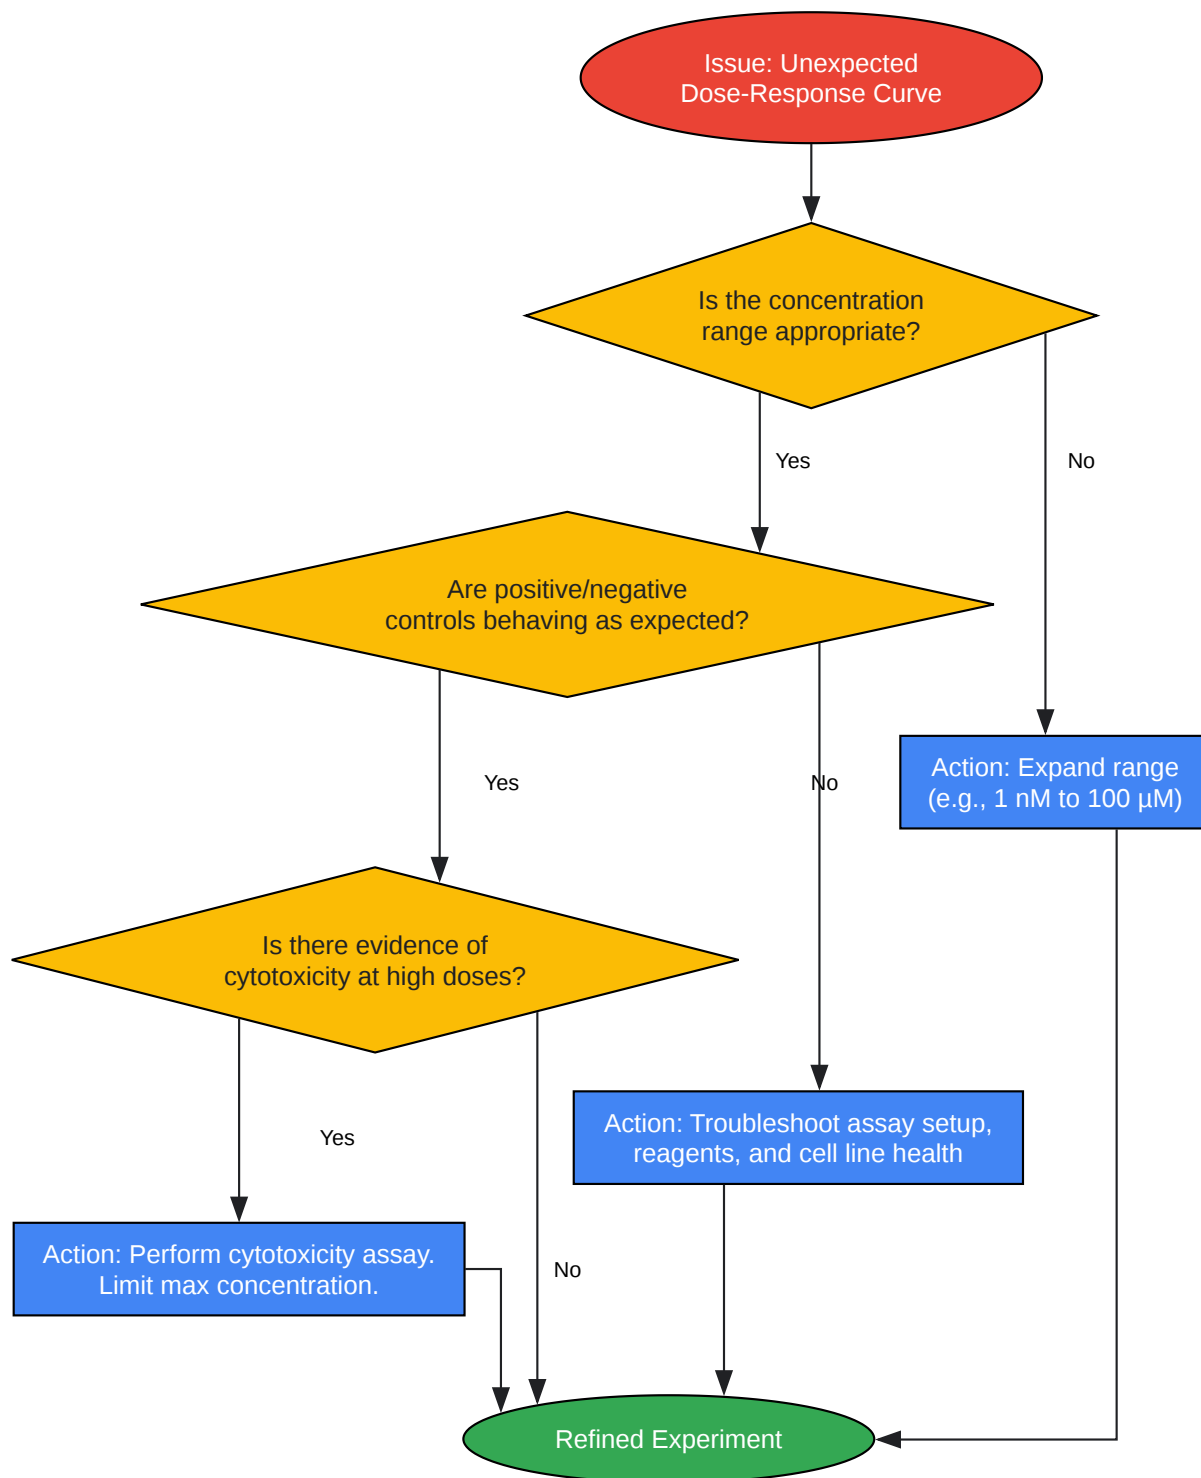 Issue: Unexpected
Dose-Response Curve
Is the concentration
range appropriate?
Yes
No
Are positive/negative
controls behaving as expected?
Yes
No
Action: Expand range
(e.g., 1 nM to 100 µM)
Is there evidence of
cytotoxicity at high doses?
Yes
No
Action: Troubleshoot assay setup,
reagents, and cell line health
Action: Perform cytotoxicity assay.
Limit max concentration.
Refined Experiment